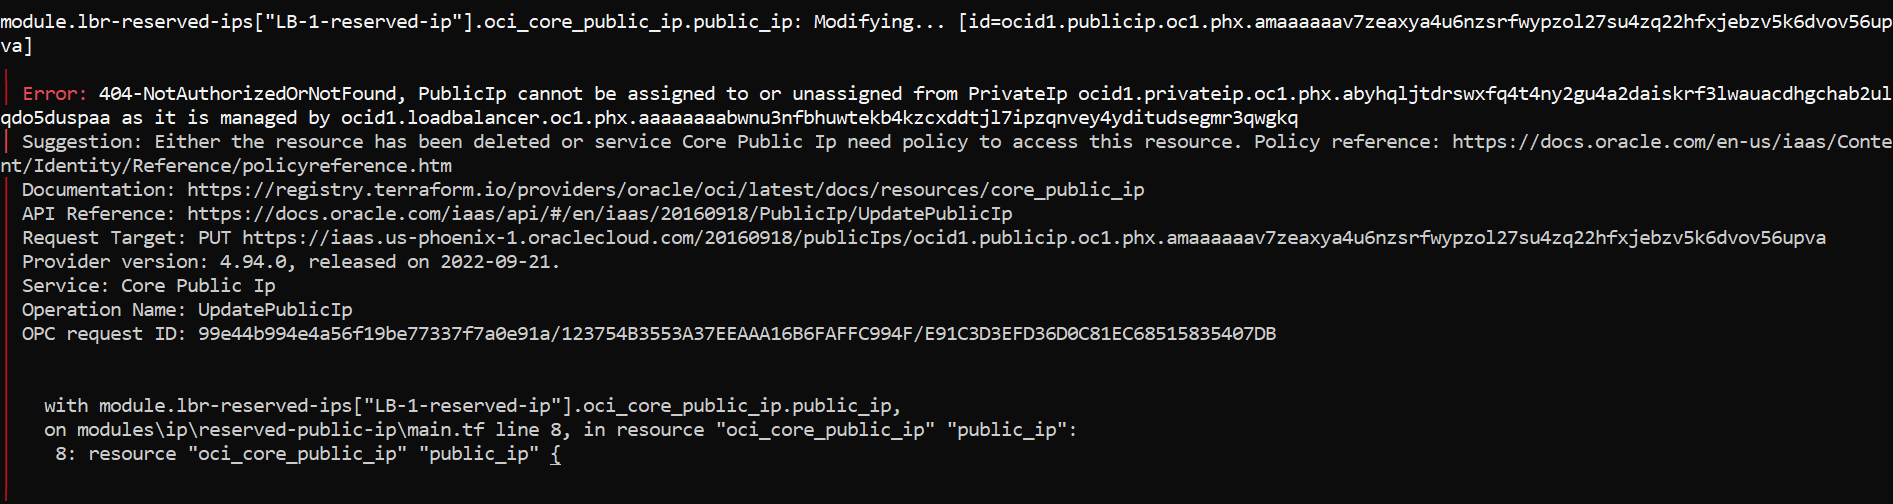 module.lbr-reserved-ips["LB-1-reserved-ip"].oci_core_public_ip.public_ip: Modifying... [id=ocid1.publicip.oc1.phx.amaaaaaav7zeaxya4u6nzsrfwypzol27su4zq22hfxjebzv5k6dvov56up
va]
Error: 404-NotAuthorizedOrNotFound, PublicIp cannot be assigned to or unassigned from PrivateIp ocid1.privateip.oc1.phx.abyhqljtdrswxfq4t4ny2gu4a2daiskrf3lwauacdhgchab2ul
qdo5duspaa as it is managed by ocid1.loadbalancer.oc1.phx.aaaaaaaabwnu3nfbhuwtekb4kzcxddtjl7ipzqnvey4yditudsegmr3qwgkq
Suggestion: Either the resource has been deleted or service Core Public Ip need policy to access this resource. Policy reference: https://docs.oracle.com/en-us/iaas/Conte
nt/Identity/Reference/policyreference.htm
Documentation: https://registry.terraform.io/providers/oracle/oci/latest/docs/resources/core_public_ip
API Reference: https://docs.oracle.com/iaas/api/#/en/iaas/20160918/PublicIp/UpdatePublicIp
Request Target: PUT https://iaas.us-phoenix-1.oraclecloud.com/20160918/publicIps/ocid1.publicip.oc1.phx.amaaaaaav7zeaxya4u6nzsrfwypzol27su4zq22hfxjebzv5k6dvov56upva
Provider version: 4.94.0, released on 2022-09-21.
Service: Core Public Ip
Operation Name: UpdatePublicIp
OPC request ID: 99e44b994e4a56f19be77337f7a0e91a/123754B3553A37EEAAA16B6FAFFC994F/E91C3D3EFD36D0C81EC68515835407DB
with module.lbr-reserved-ips["LB-1-reserved-ip"].oci_core_public_ip.public_ip,
on modules\ip\reserved-public-ip\main.tf line 8, in resource "oci_core_public_ip" "public_ip":
8: resource "oci_core_public_ip" "public_ip" {